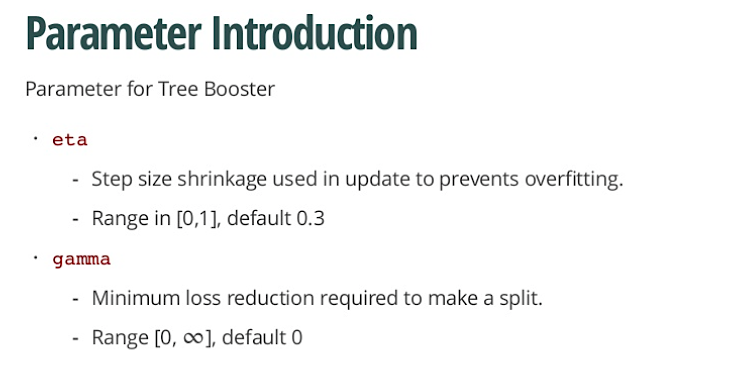 Parameter Introduction
Parameter for Tree Booster
· eta
- Step size shrinkage used in update to prevents overfitting.
- Range in [0,1], default 0.3
· gamma
- Minimum loss reduction required to make a split.
- Range [0, ∞], default 0